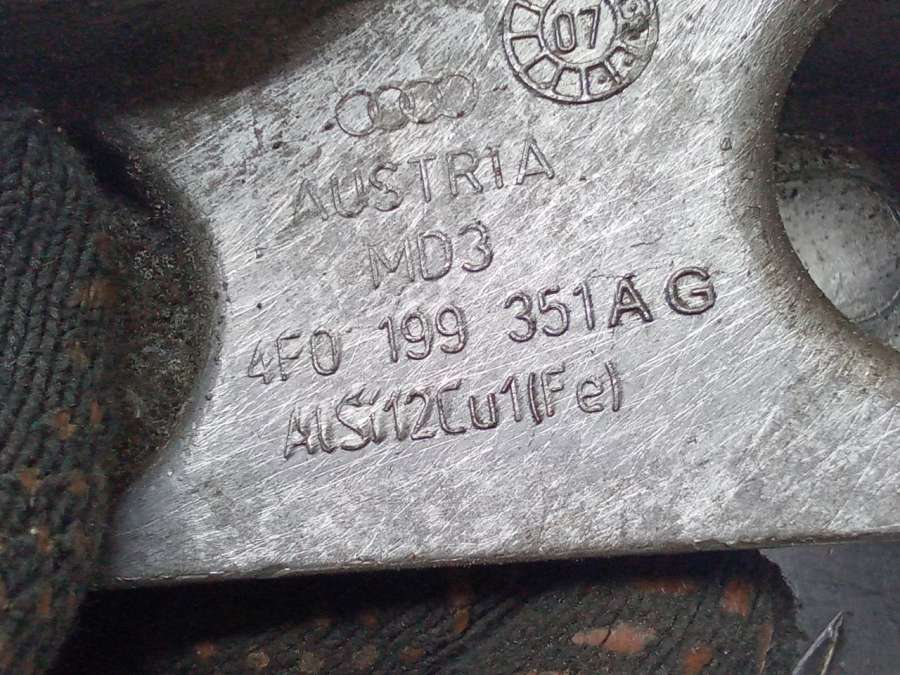 07
AUSTRIA
MD3
4F0 199 351AG
AlSi12Cu1(Fe)